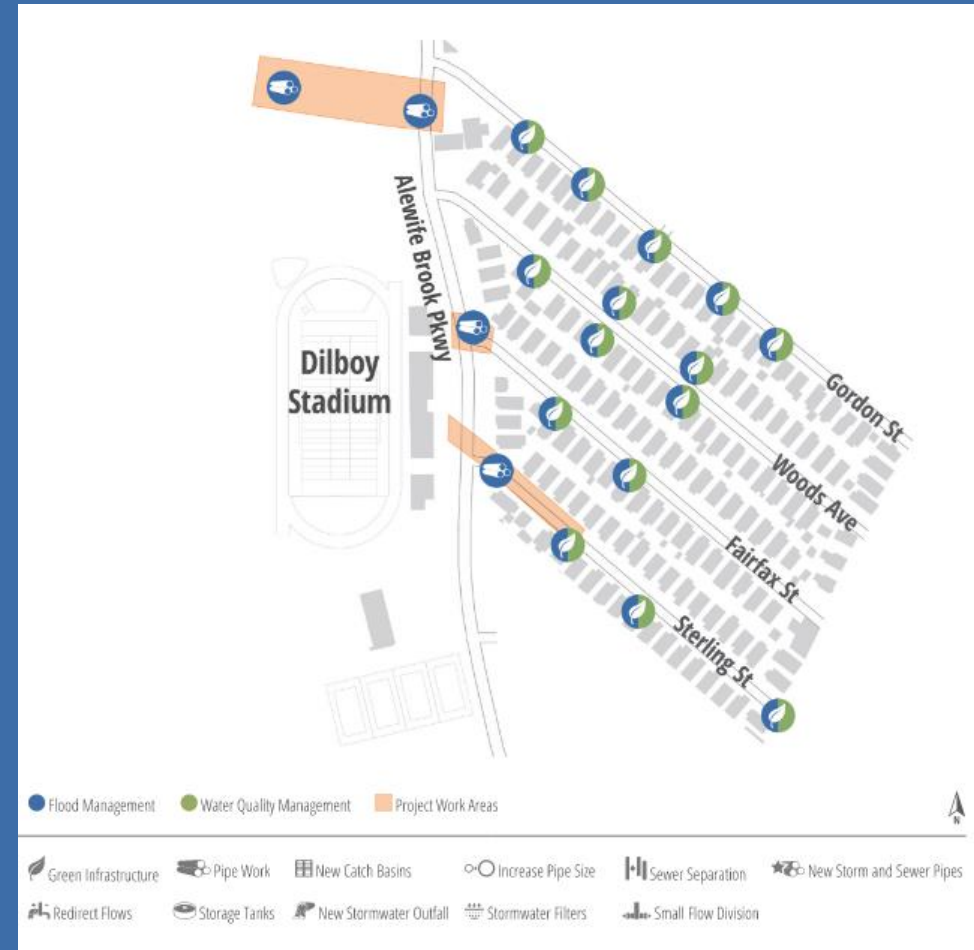 Alewife Brook Pkwy
Dilboy
Stadium
Gordon St
Woods Ave
Fairfax St
Sterling St
Flood Management
Water Quality Management
Project Work Areas
N
Green Infrastructure
Pipe Work
New Catch Basins
Increase Pipe Size
Sewer Separation
New Storm and Sewer Pipes
Redirect Flows
Storage Tanks
New Stormwater Outfall
Stormwater Filters
Small Flow Division